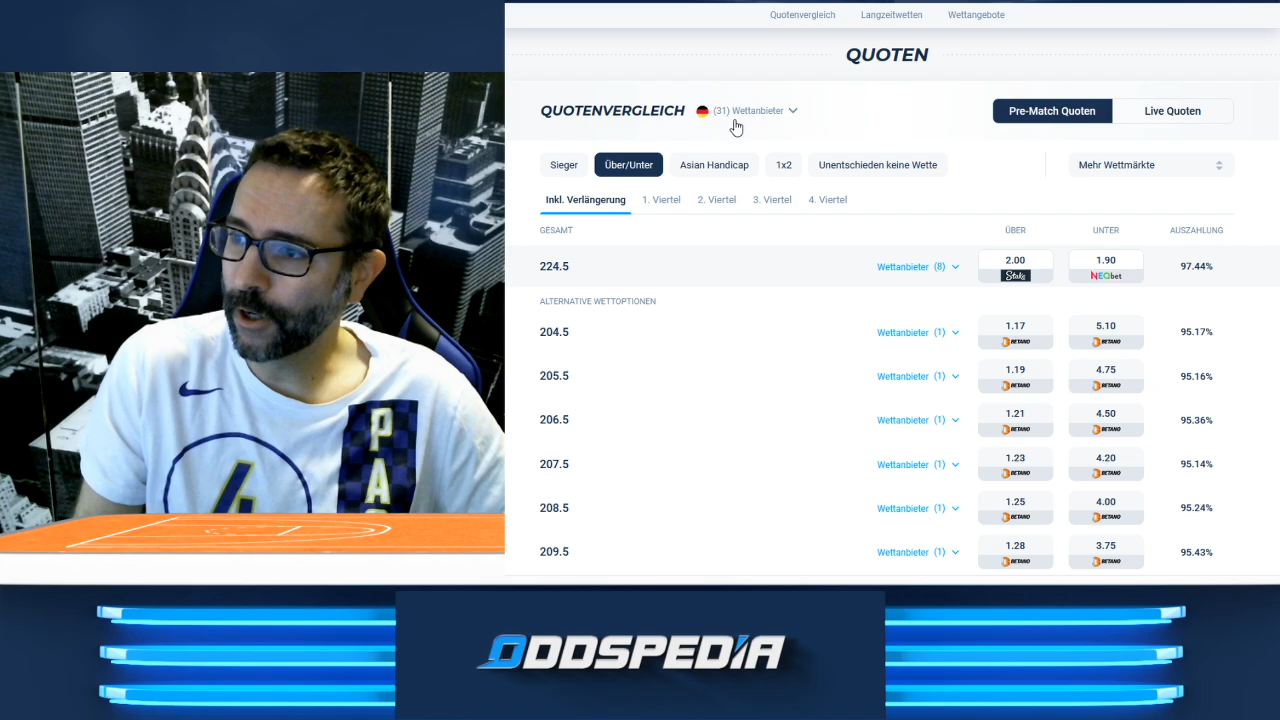 Quotenvergleich Langzeitwetten Wettangebote
QUOTEN
QUOTENVERGLEICH (31) Wettanbieter Pre-Match Quoten Live Quoten
Sieger Über/Unter Asian Handicap 1x2 Unentschieden keine Wette Mehr Wettmärkte
Inkl. Verlängerung 1. Viertel 2. Viertel 3. Viertel 4. Viertel
GESAMT ÜBER UNTER AUSZAHLUNG
224.5 Wettanbieter (8) 2.00 1.90 97.44%
Stake NEObet
ALTERNATIVE WETTOPTIONEN
204.5 Wettanbieter (1) 1.17 5.10 95.17%
BETANO BETANO
205.5 Wettanbieter (1) 1.19 4.75 95.16%
BETANO BETANO
206.5 Wettanbieter (1) 1.21 4.50 95.36%
BETANO BETANO
207.5 Wettanbieter (1) 1.23 4.20 95.14%
BETANO BETANO
208.5 Wettanbieter (1) 1.25 4.00 95.24%
BETANO BETANO
209.5 Wettanbieter (1) 1.28 3.75 95.43%
BETANO BETANO
4
PAC
ODDSPEDIA